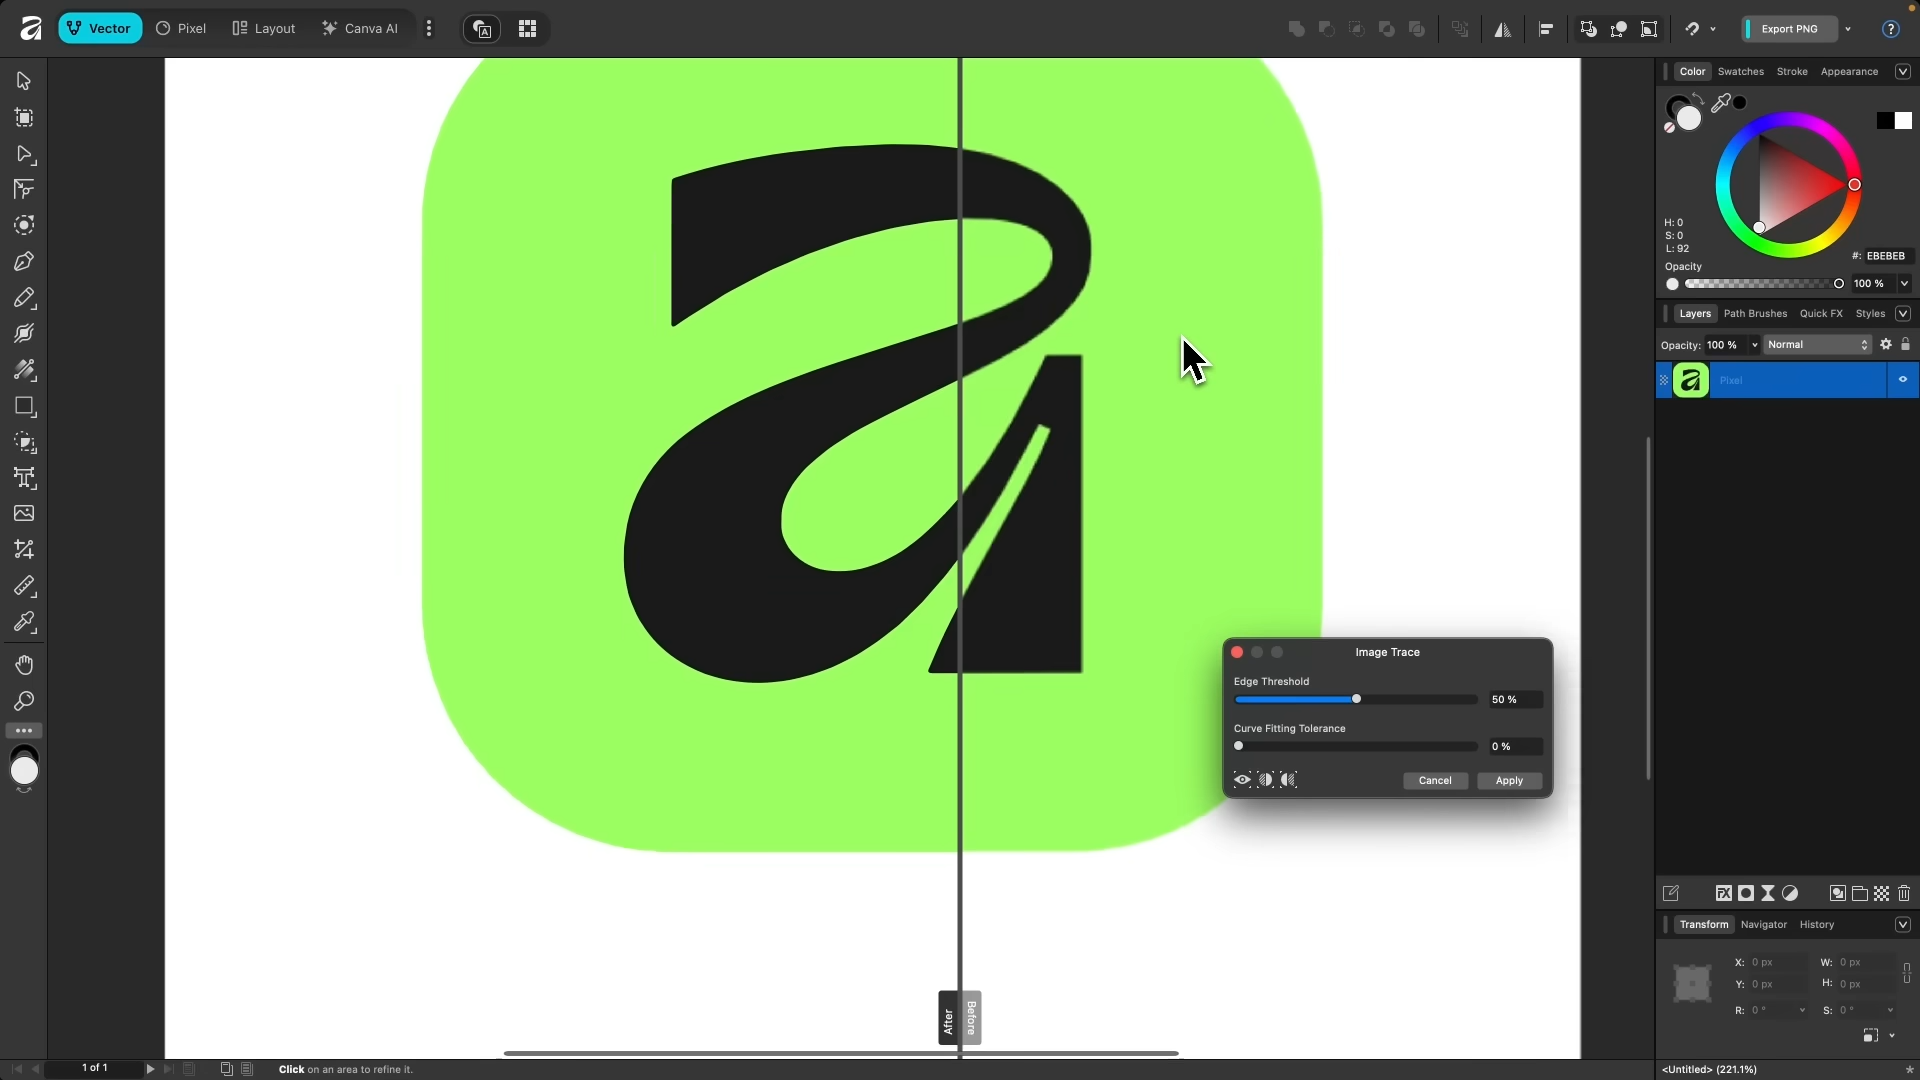 Vector Pixel Layout Canva AI Export PNG ?
Color Swatches Stroke Appearance
H: 0
S: 0
L: 92
#: EBEBEB
Opacity
100 %
Layers Path Brushes Quick FX Styles
Opacity: 100 % Normal
Pixel
Image Trace
Edge Threshold
50 %
Curve Fitting Tolerance
0 %
Cancel Apply
Transform Navigator History
X: 0 px W: 0 px
Y: 0 px H: 0 px
R: 0 ° S: 0 °
After
Before
1 of 1 Click on an area to refine it. <Untitled> (221.1%)